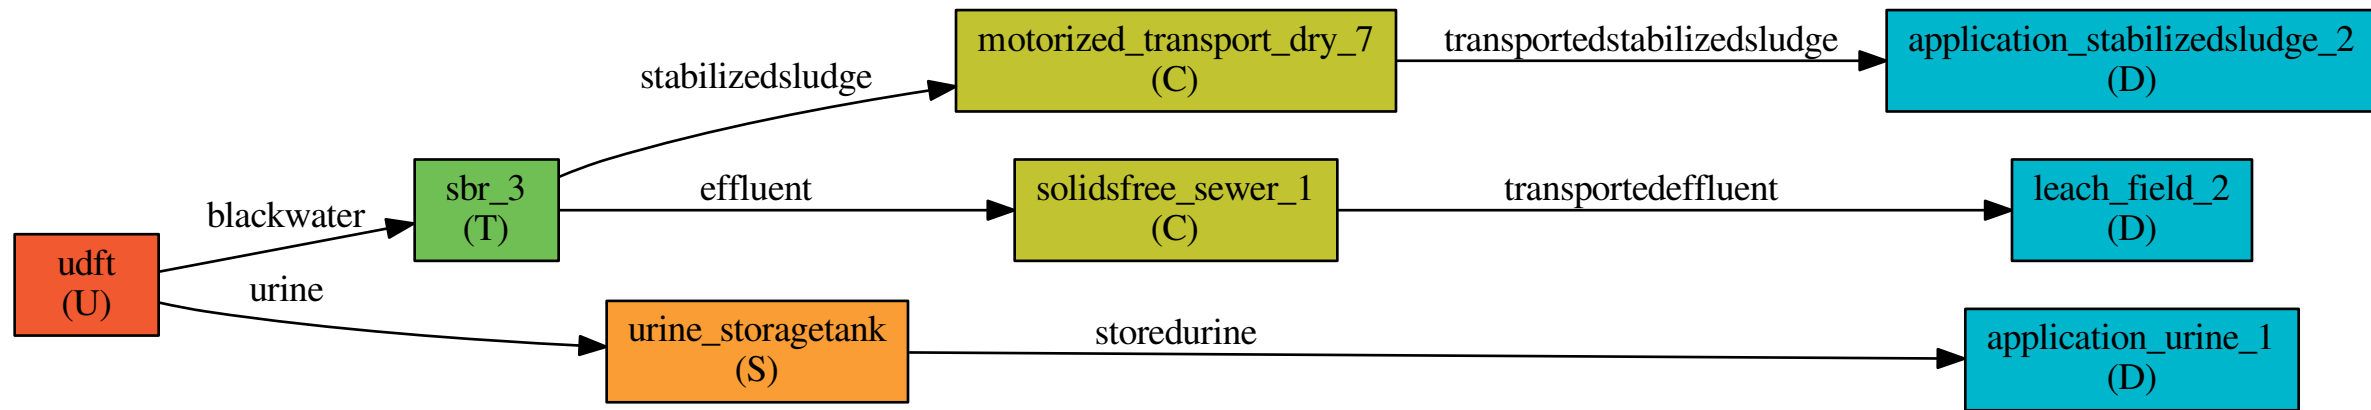 motorized_transport_dry_7
(C)
transportedstabilizedsludge
application_stabilizedsludge_2
(D)
stabilizedsludge
sbr_3
(T)
effluent
solidsfree_sewer_1
(C)
transportedeffluent
leach_field_2
(D)
blackwater
udft
(U)
urine
urine_storagetank
(S)
storedurine
application_urine_1
(D)